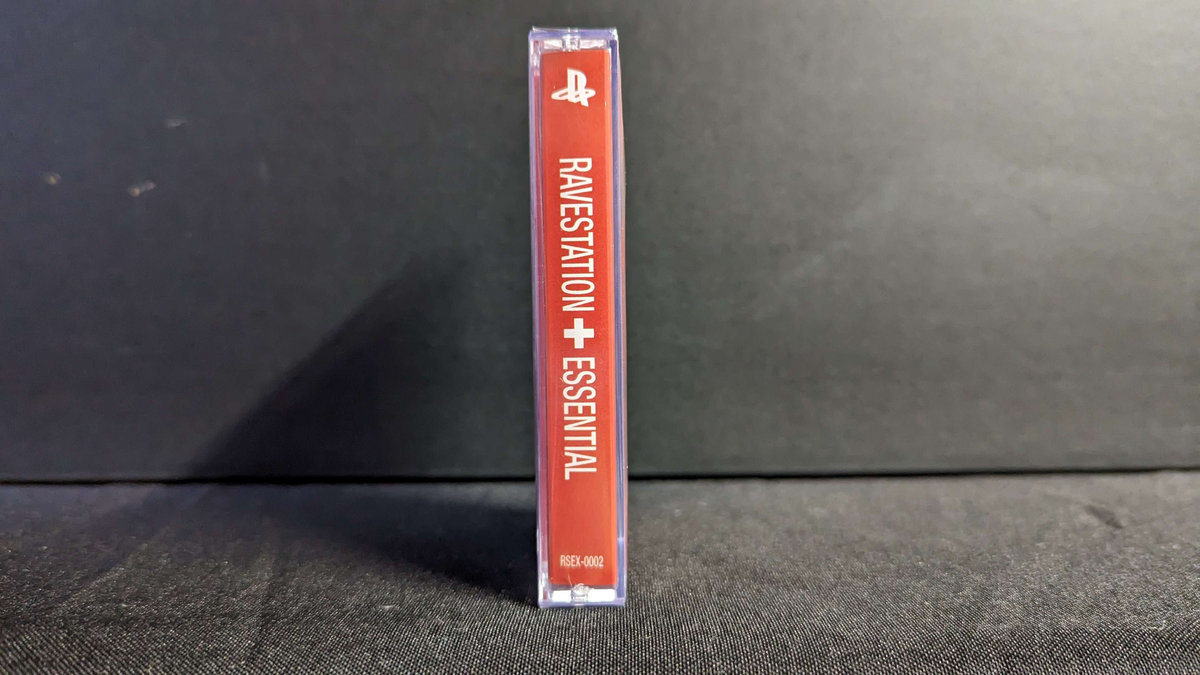 RAVESTATION + ESSENTIAL
RSEX-0002